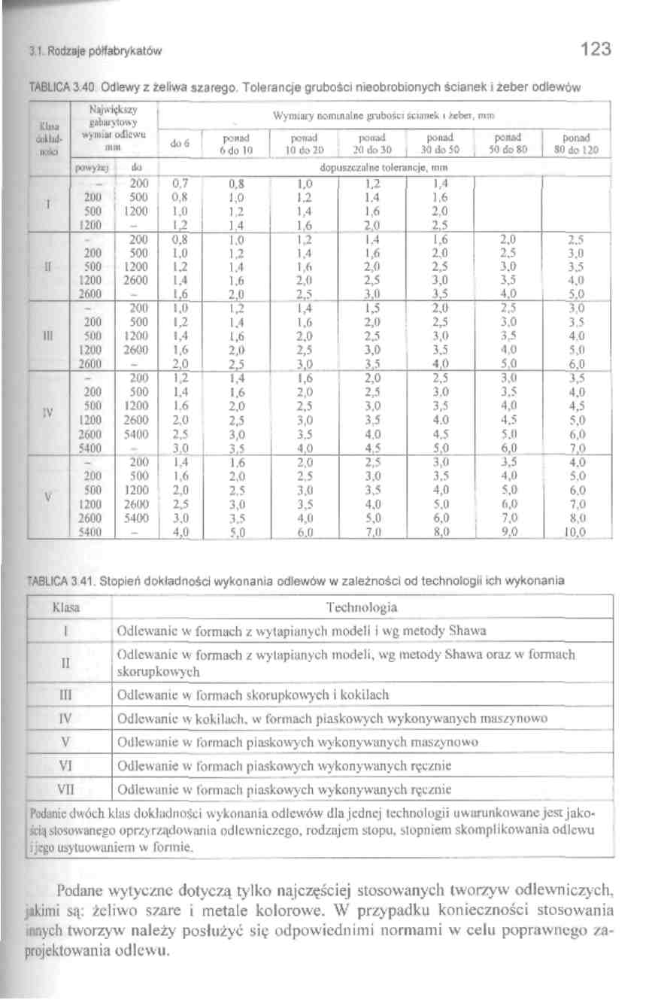 3.1. Rodzaje półfabrykatów 123
TABLICA 3.40. Odlewy z żeliwa szarego. Tolerancje grubości nieobrobionych ścianek i żeber odlewów
Klasa dokład-ności Największy gabarytowy wymiar odlewu mm Wymiary nominalne grubości ścianek i żeber, mm
do 6 ponad 6 do 10 ponad 10 do 20 ponad 20 do 30 ponad 30 do 50 ponad 50 do 80 ponad 80 do 120
powyżej do dopuszczalne tolerancje, mm
– 200 0,7 0,8 1,0 1,2 1,4
200 500 0,8 1,0 1,2 1,4 1,6
I
500 1200 1,0 1,2 1,4 1,6 2,0
1200 – 1,2 1,4 1,6 2,0 2,5
– 200 0,8 1,0 1,2 1,4 1,6 2,0 2,5
200 500 1,0 1,2 1,4 1,6 2,0 2,5 3,0
II 500 1200 1,2 1,4 1,6 2,0 2,5 3,0 3,5
1200 2600 1,4 1,6 2,0 2,5 3,0 3,5 4,0
2600 – 1,6 2,0 2,5 3,0 3,5 4,0 5,0
– 200 1,0 1,2 1,4 1,5 2,0 2,5 3,0
200 500 1,2 1,4 1,6 2,0 2,5 3,0 3,5
III 500 1200 1,4 1,6 2,0 2,5 3,0 3,5 4,0
1200 2600 1,6 2,0 2,5 3,0 3,5 4,0 5,0
2600 – 2,0 2,5 3,0 3,5 4,0 5,0 6,0
– 200 1,2 1,4 1,6 2,0 2,5 3,0 3,5
200 500 1,4 1,6 2,0 2,5 3,0 3,5 4,0
500 1200 1,6 2,0 2,5 3,0 3,5 4,0 4,5
IV
1200 2600 2,0 2,5 3,0 3,5 4,0 4,5 5,0
2600 5400 2,5 3,0 3,5 4,0 4,5 5,0 6,0
5400 – 3,0 3,5 4,0 4,5 5,0 6,0 7,0
– 200 1,4 1,6 2,0 2,5 3,0 3,5 4,0
200 500 1,6 2,0 2,5 3,0 3,5 4,0 5,0
500 1200 2,0 2,5 3,0 3,5 4,0 5,0 6,0
V
1200 2600 2,5 3,0 3,5 4,0 5,0 6,0 7,0
2600 5400 3,0 3,5 4,0 5,0 6,0 7,0 8,0
5400 – 4,0 5,0 6,0 7,0 8,0 9,0 10,0
TABLICA 3.41. Stopień dokładności wykonania odlewów w zależności od technologii ich wykonania
Klasa Technologia
I Odlewanie w formach z wytapianych modeli i wg metody Shawa
II Odlewanie w formach z wytapianych modeli, wg metody Shawa oraz w formach
skorupkowych
III Odlewanie w formach skorupkowych i kokilach
IV Odlewanie w kokilach, w formach piaskowych wykonywanych maszynowo
V Odlewanie w formach piaskowych wykonywanych maszynowo
VI Odlewanie w formach piaskowych wykonywanych ręcznie
VII Odlewanie w formach piaskowych wykonywanych ręcznie
Podanie dwóch klas dokładności wykonania odlewów dla jednej technologii uwarunkowane jest jako-
ścią stosowanego oprzyrządowania odlewniczego, rodzajem stopu, stopniem skomplikowania odlewu
i jego usytuowaniem w formie.
Podane wytyczne dotyczą tylko najczęściej stosowanych tworzyw odlewniczych,
jakimi są: żeliwo szare i metale kolorowe. W przypadku konieczności stosowania
innych tworzyw należy posłużyć się odpowiednimi normami w celu poprawnego za-
projektowania odlewu.